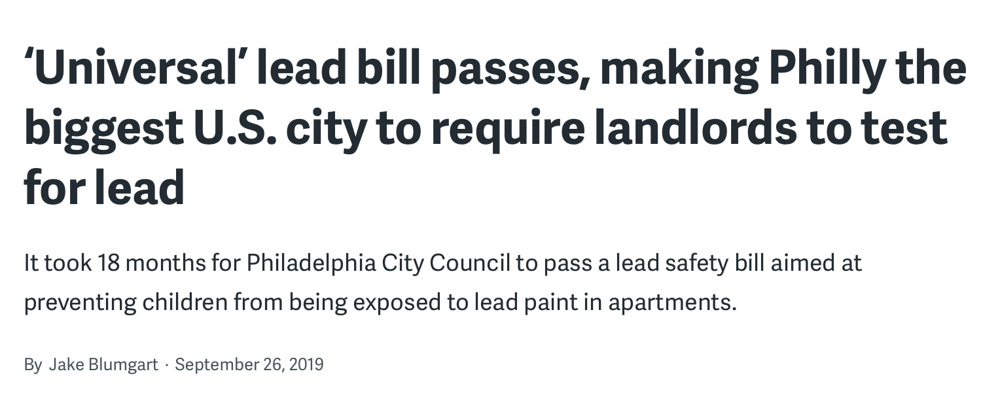 ‘Universal’ lead bill passes, making Philly the
biggest U.S. city to require landlords to test
for lead
It took 18 months for Philadelphia City Council to pass a lead safety bill aimed at
preventing children from being exposed to lead paint in apartments.
By Jake Blumgart · September 26, 2019